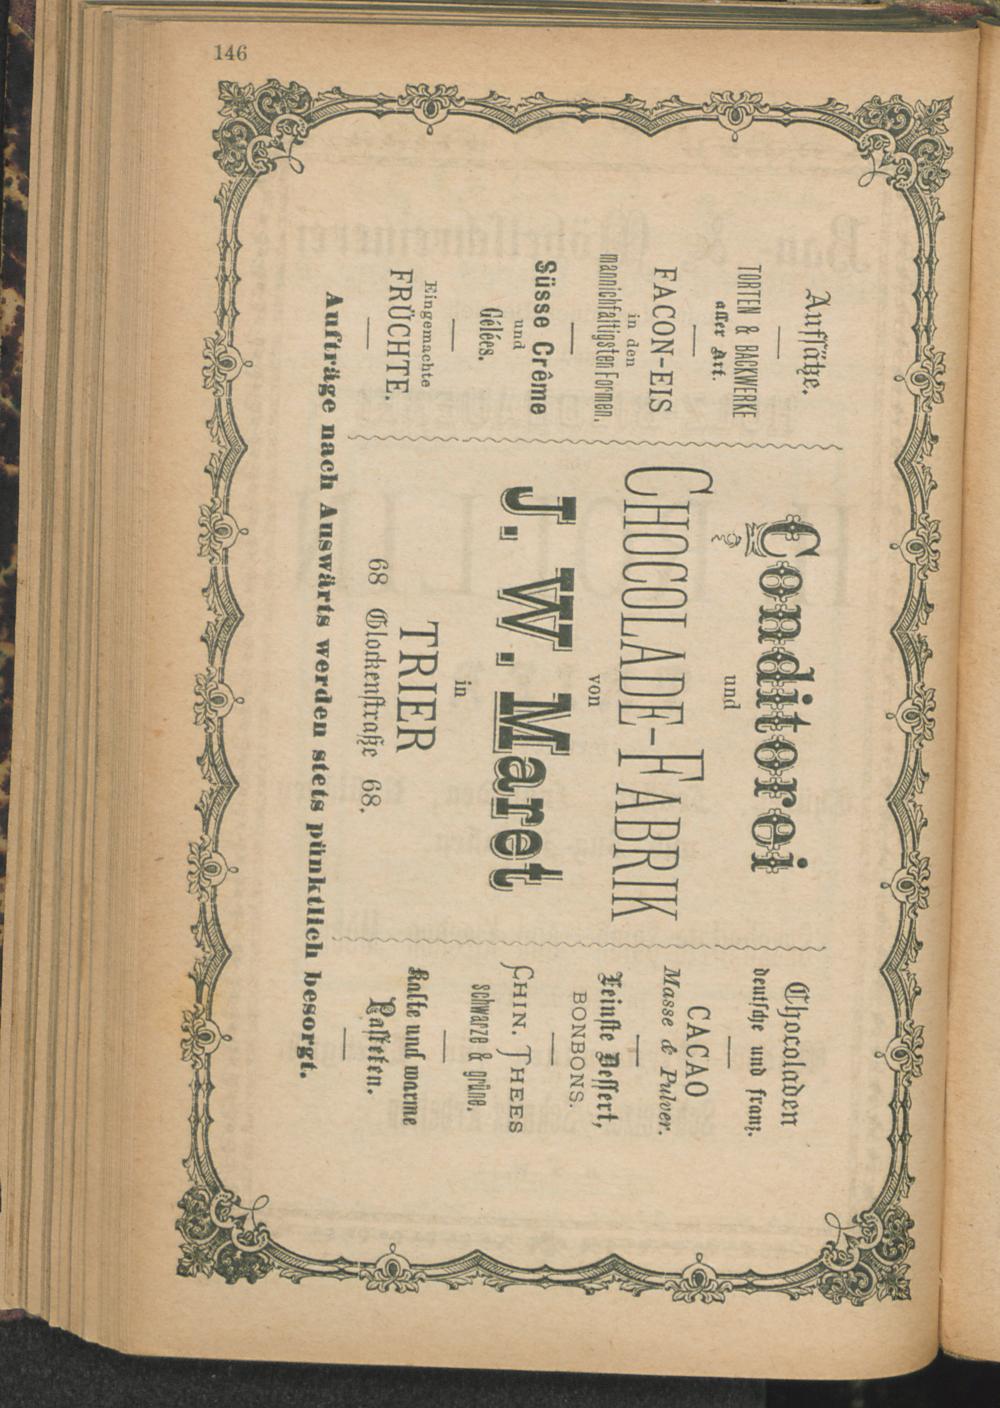 146
Aufsätze.
TORTEN & BACKWERKE
aller Art.
FACON-EIS
in den
mannichfaltigsten Formen.
Süsse Crême
und
Gélées.
Eingemachte
FRÜCHTE.
Conditorei
und
CHOCOLADE-FABRIK
von
J. W. Maret
in
TRIER
68 Glockenstraße 68.
Chocoladen
deutsche und franz.
CACAO
Masse & Pulver.
Feinste Dessert,
BONBONS.
CHIN. THEES
schwarze & grüne.
Kalte und warme
Pasteten.
Aufträge nach Auswärts werden stets pünktlich besorgt.